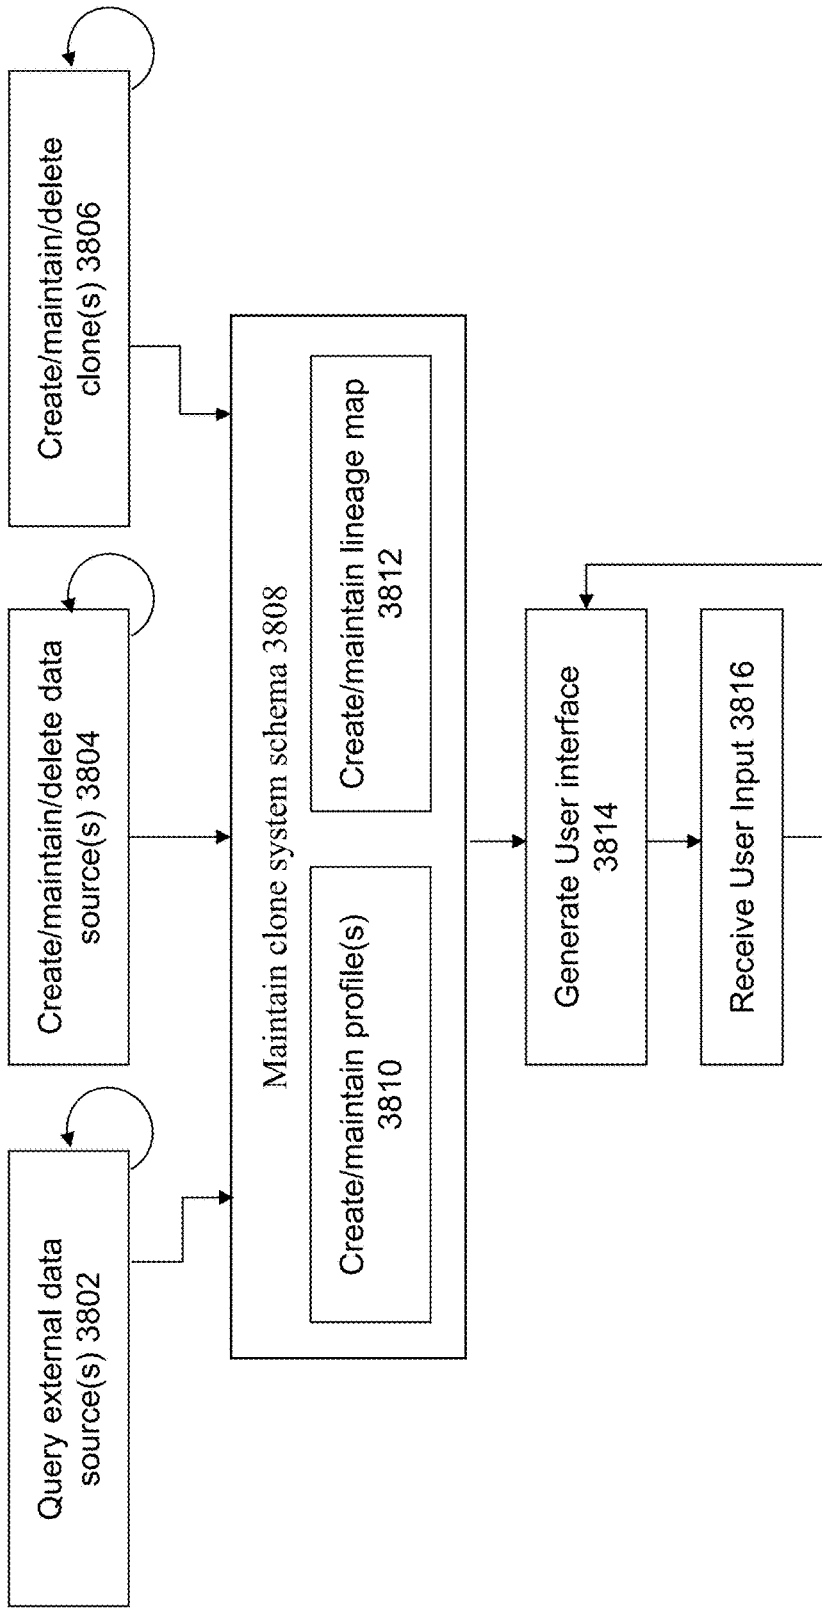 Query external data
source(s) 3802
Create/maintain/delete data
source(s) 3804
Create/maintain/delete
clone(s) 3806
Maintain clone system schema 3808
Create/maintain profile(s)
3810
Create/maintain lineage map
3812
Generate User interface
3814
Receive User Input 3816